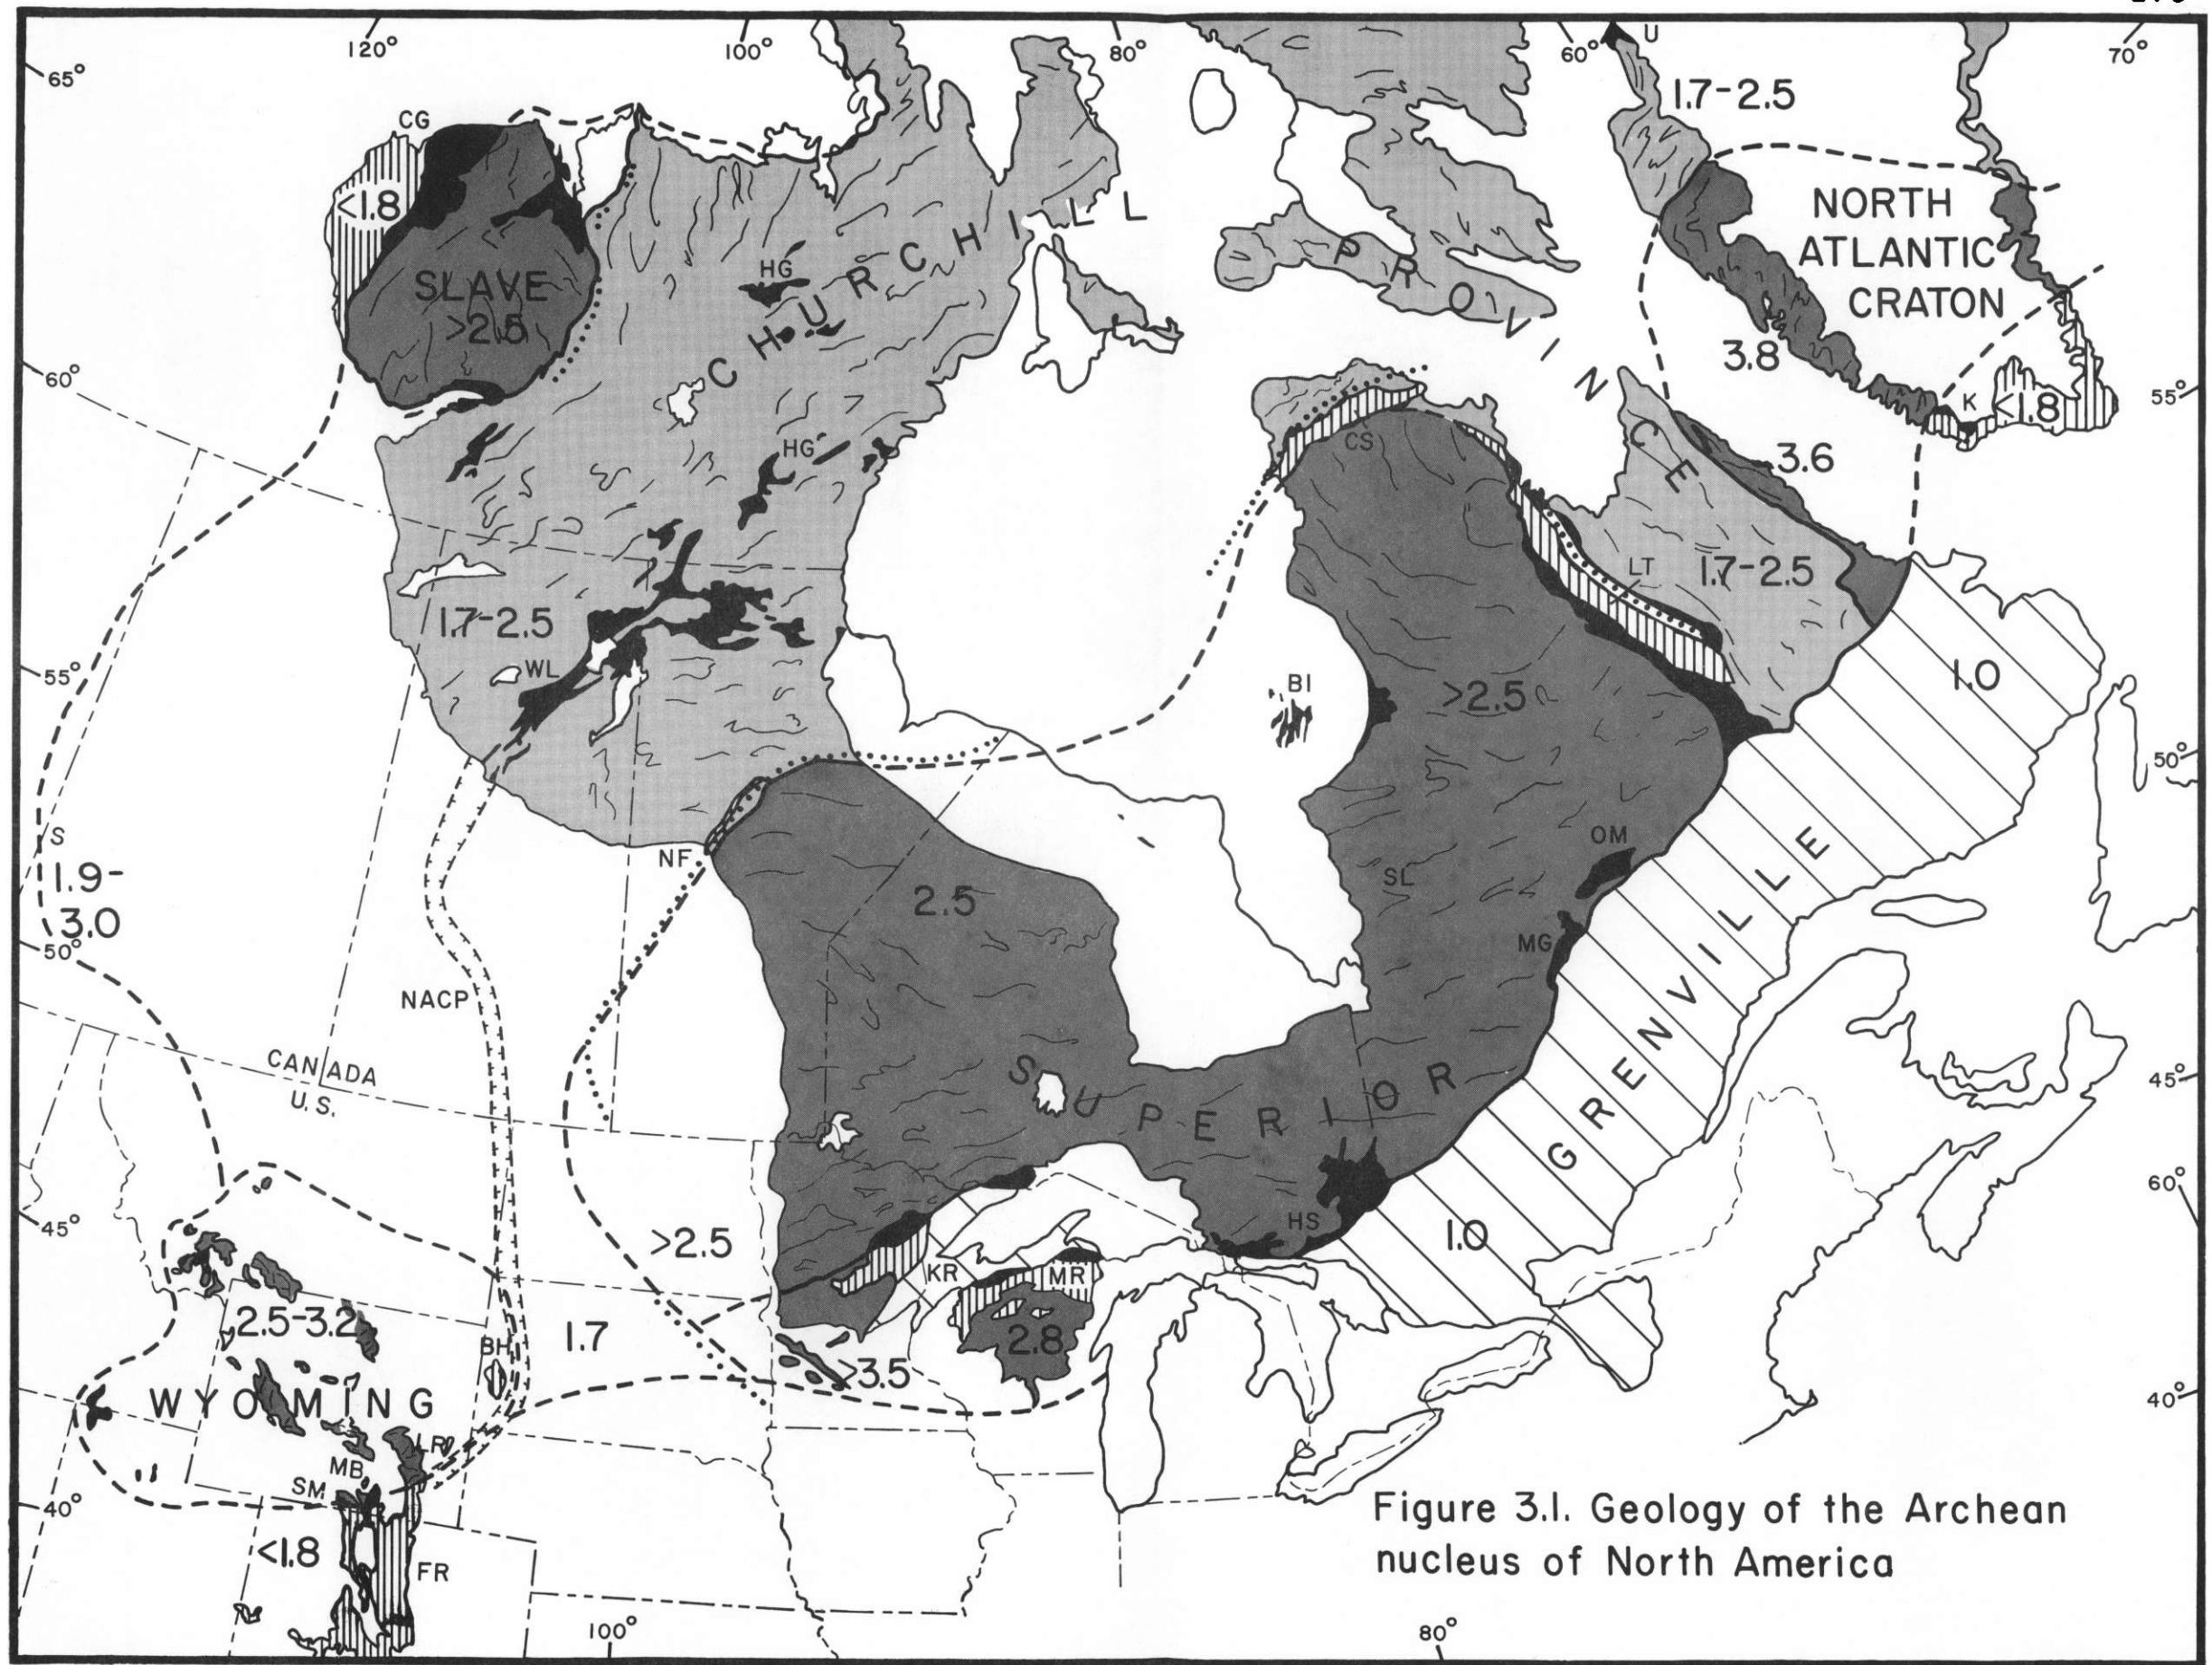 120°
100°
80°
60°
70°
U
65°
1.7-2.5
CG
<1.8
NORTH
ATLANTIC
CRATON
SLAVE
>2.5
HG
CHURCHILL
PROVINCE
3.8
60°
55°
K
<1.8
HG
CS
3.6
LT
1.7-2.5
1.7-2.5
WL
55°
BI
>2.5
1.0
50°
S
1.9-
3.0
NF
2.5
SL
OM
MG
50°
NACP
GRENVILLE
CANADA
U.S.
SUPERIOR
45°
60°
45°
>2.5
HS
1.0
KR
MR
2.5-3.2
BH
1.7
2.8
>3.5
WYOMING
40°
LR
MB
SM
40°
<1.8
FR
Figure 3.1. Geology of the Archean
nucleus of North America
100°
80°